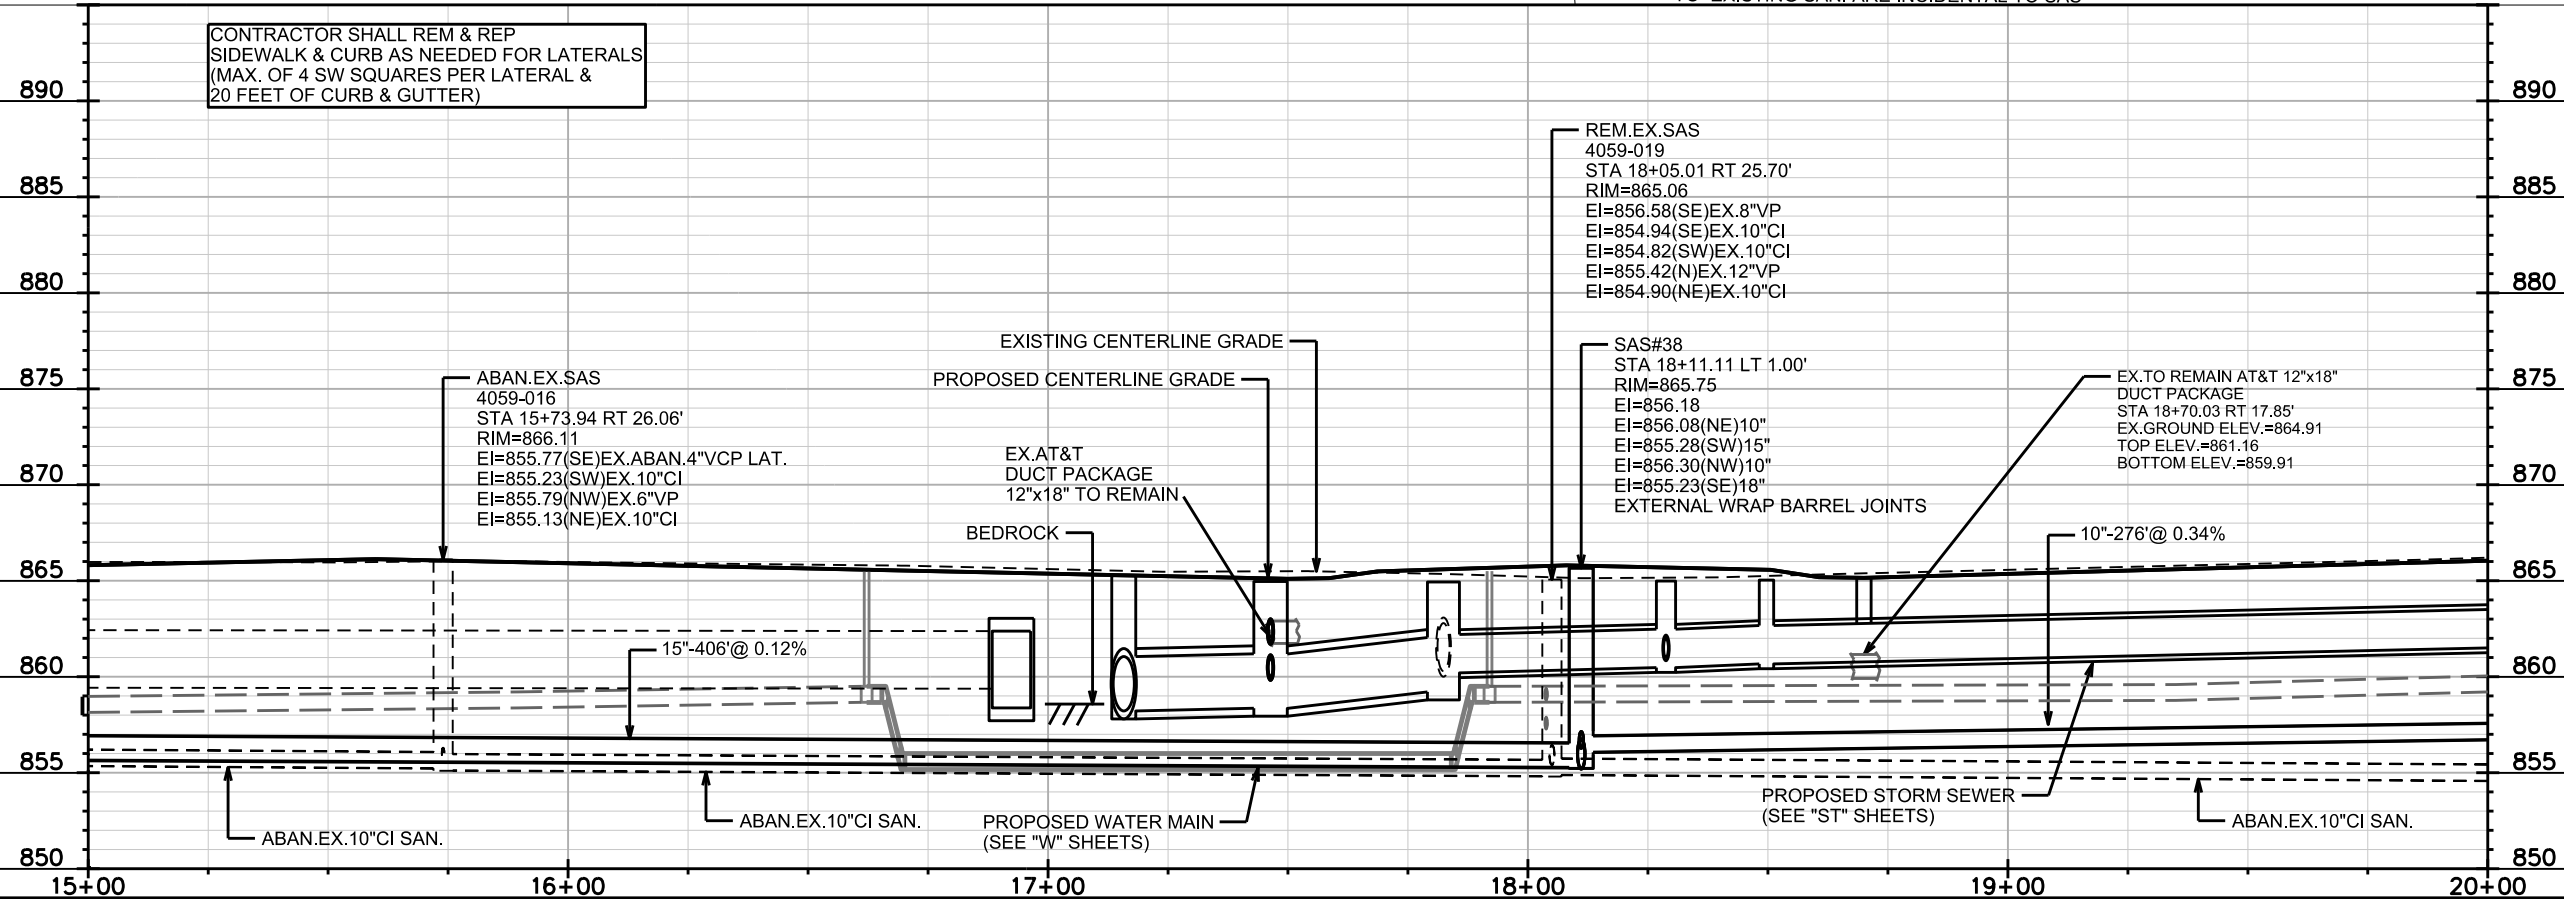 TO EXISTING SAN. ARE INCIDENTAL TO SAS
CONTRACTOR SHALL REM & REP
SIDEWALK & CURB AS NEEDED FOR LATERALS
(MAX. OF 4 SW SQUARES PER LATERAL &
20 FEET OF CURB & GUTTER)
890
885
880
875
870
865
860
855
850
ABAN.EX.SAS
4059-016
STA 15+73.94 RT 26.06'
RIM=866.11
EI=855.77(SE)EX.ABAN.4"VCP LAT.
EI=855.23(SW)EX.10"CI
EI=855.79(NW)EX.6"VP
EI=855.13(NE)EX.10"CI
EXISTING CENTERLINE GRADE
PROPOSED CENTERLINE GRADE
EX.AT&T
DUCT PACKAGE
12"x18" TO REMAIN
BEDROCK
REM.EX.SAS
4059-019
STA 18+05.01 RT 25.70'
RIM=865.06
EI=856.58(SE)EX.8"VP
EI=854.94(SE)EX.10"CI
EI=854.82(SW)EX.10"CI
EI=855.42(N)EX.12"VP
EI=854.90(NE)EX.10"CI
SAS#38
STA 18+11.11 LT 1.00'
RIM=865.75
EI=856.18
EI=856.08(NE)10"
EI=855.28(SW)15"
EI=856.30(NW)10"
EI=855.23(SE)18"
EXTERNAL WRAP BARREL JOINTS
EX.TO REMAIN AT&T 12"x18"
DUCT PACKAGE
STA 18+70.03 RT 17.85'
EX.GROUND ELEV.=864.91
TOP ELEV.=861.16
BOTTOM ELEV.=859.91
10"-276'@ 0.34%
15"-406'@ 0.12%
ABAN.EX.10"CI SAN.
ABAN.EX.10"CI SAN.
PROPOSED WATER MAIN
(SEE "W" SHEETS)
PROPOSED STORM SEWER
(SEE "ST" SHEETS)
ABAN.EX.10"CI SAN.
890
885
880
875
870
865
860
855
850
15+00
16+00
17+00
18+00
19+00
20+00